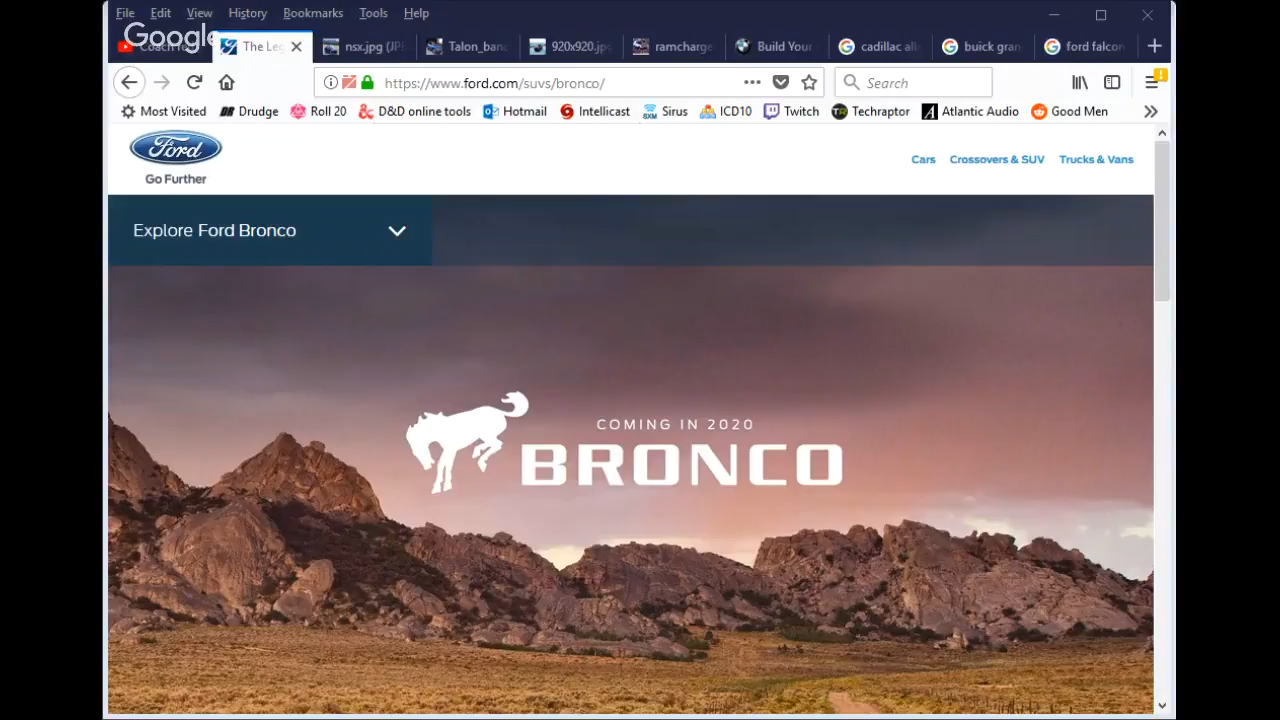 File Edit View History Bookmarks Tools Help
Google
The Leg nsx.jpg (JP Talon_ban 920x920.jp ramcharge Build Your cadillac all buick gran ford falcon
https://www.ford.com/suvs/bronco/ Search
Most Visited Drudge Roll 20 D&D online tools Hotmail Intellicast Sirus ICD10 Twitch Techraptor Atlantic Audio Good Men
Ford
Go Further
Cars Crossovers & SUV Trucks & Vans
Explore Ford Bronco
COMING IN 2020
BRONCO